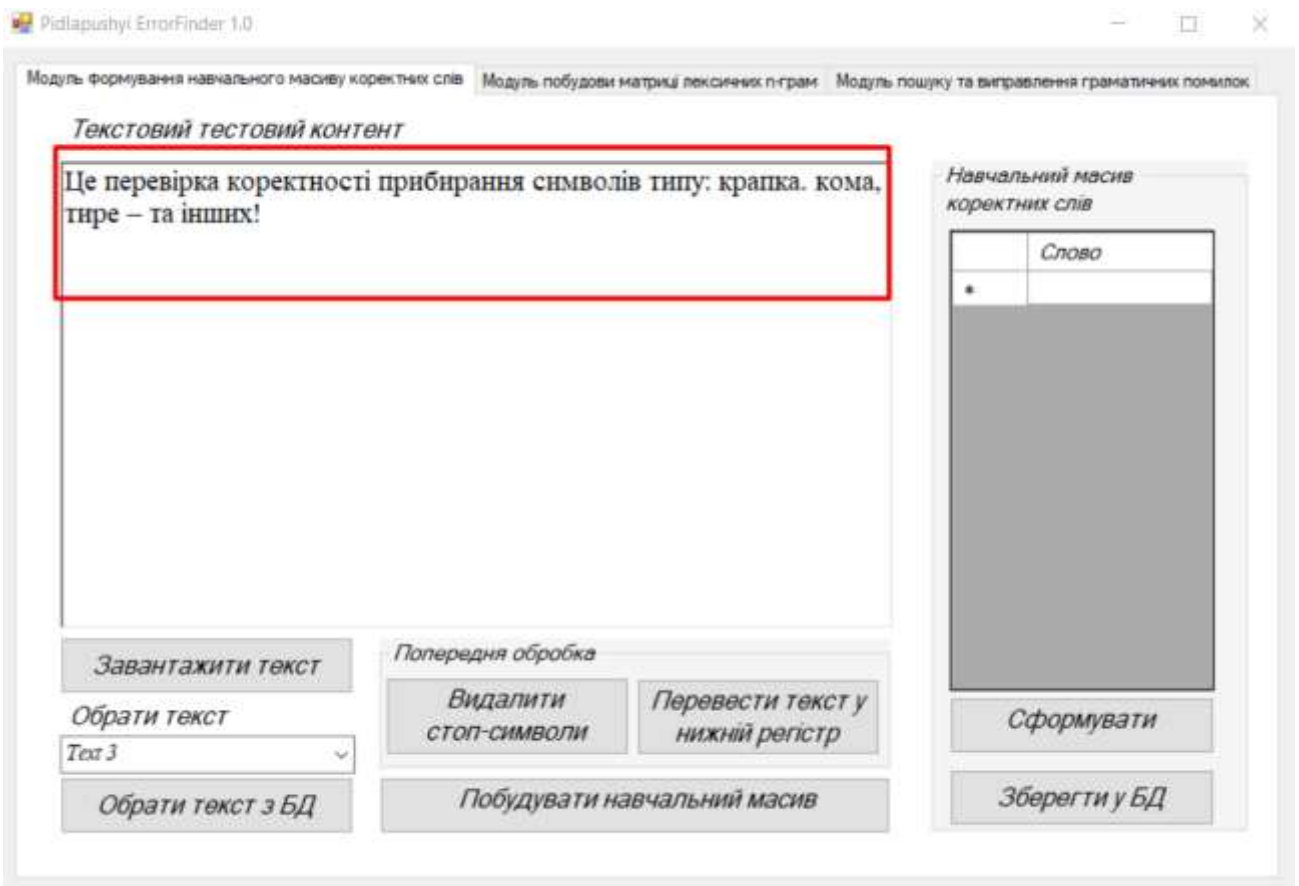 Pidlapushyi ErrorFinder 1.0
Модуль формування навчального масиву коректних слів
Модуль побудови матриці лексичних n-грам
Модуль пошуку та виправлення граматичних помилок
Текстовий тестовий контент
Це перевірка коректності прибирання символів типу: крапка. кома,
тире – та інших!
Навчальний масив
коректних слів
Слово
*
Завантажити текст
Обрати текст
Text 3
Обрати текст з БД
Попередня обробка
Видалити
стоп-символи
Перевести текст у
нижній регістр
Побудувати навчальний масив
Сформувати
Зберегти у БД